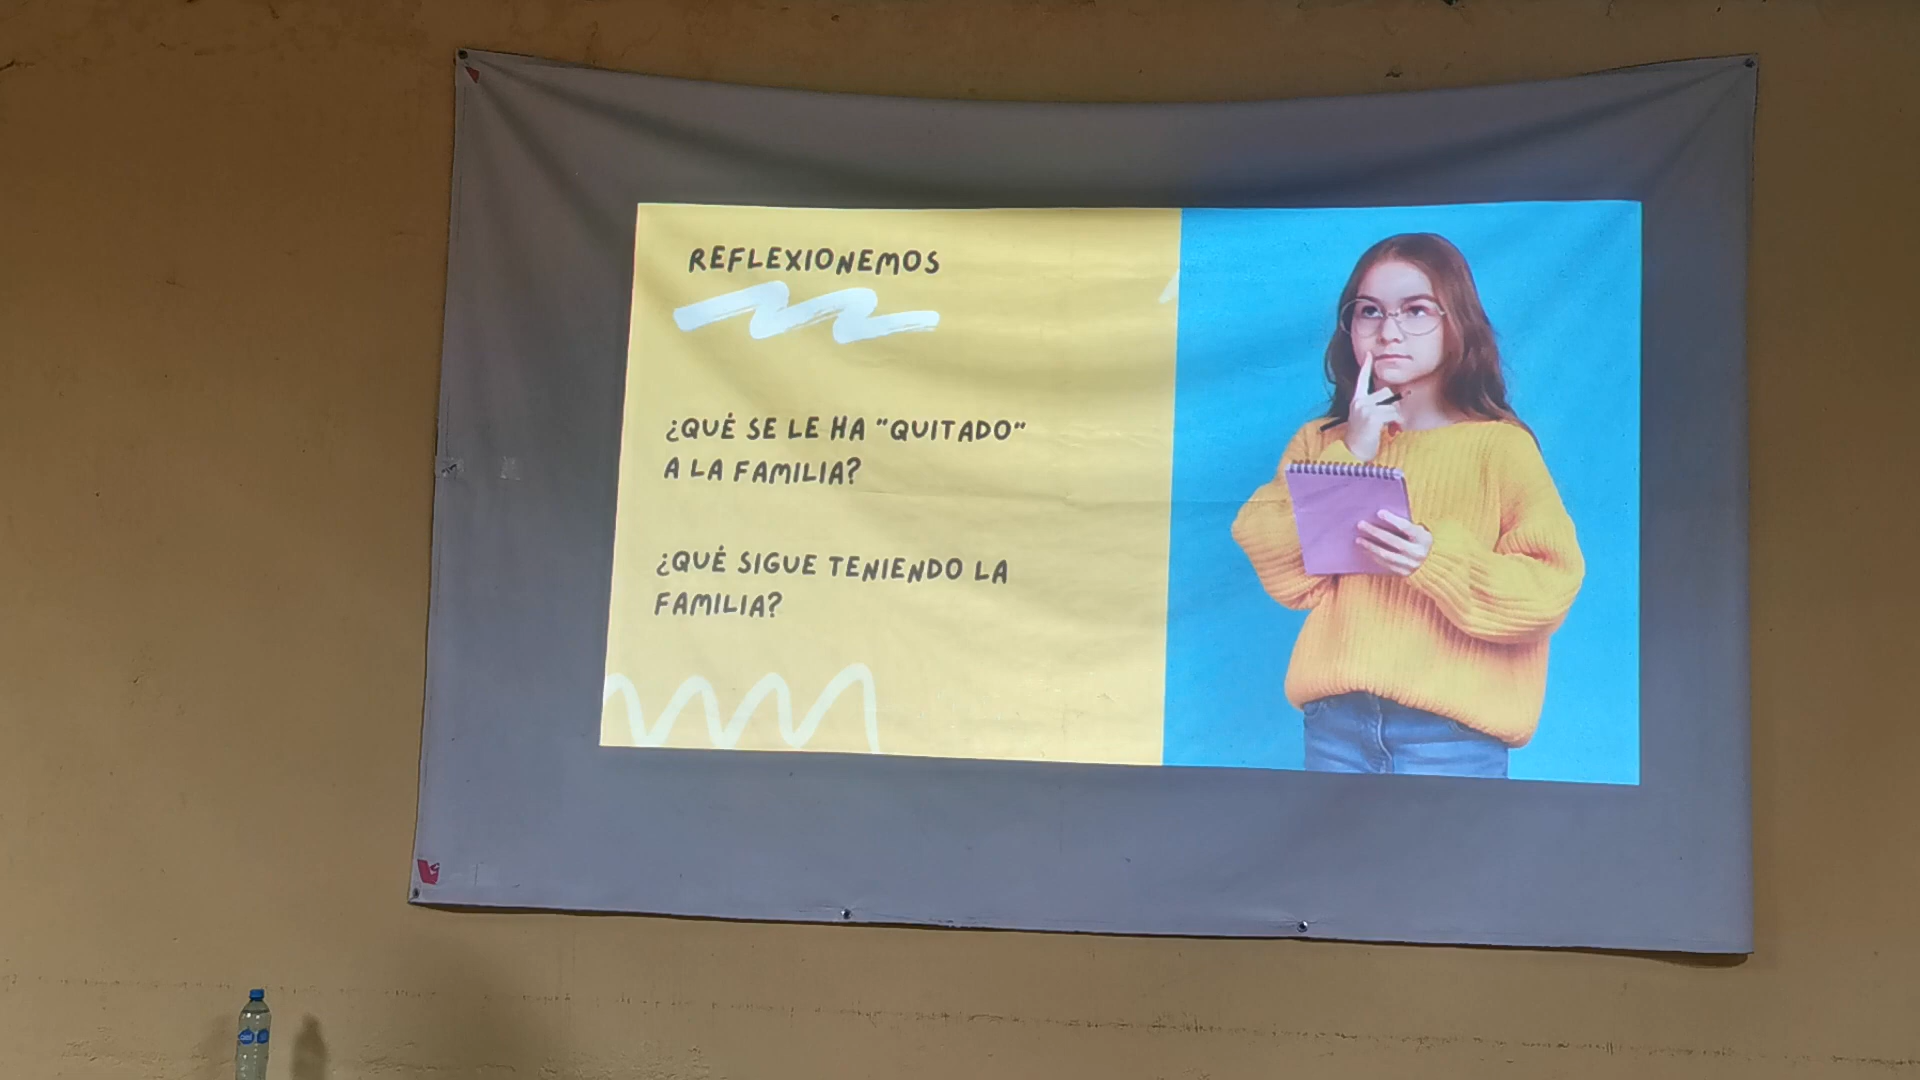 REFLEXIONEMOS
¿QUÉ SE LE HA "QUITADO"
A LA FAMILIA?
¿QUÉ SIGUE TENIENDO LA
FAMILIA?